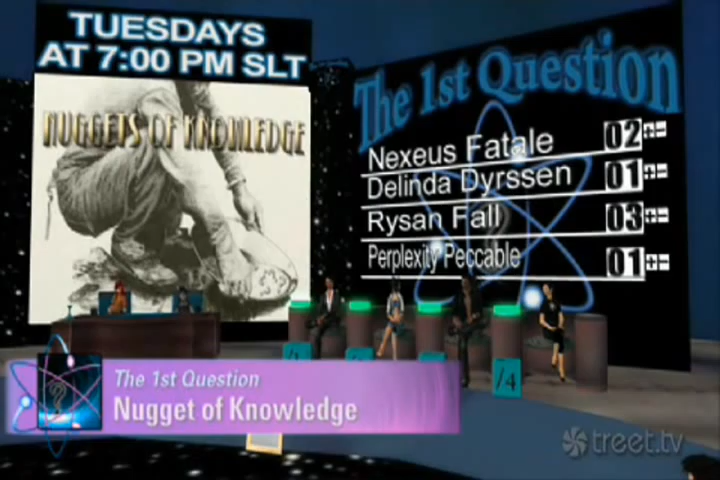 TUESDAYS
AT 7:00 PM SLT
NUGGETS OF KNOWLEDGE
The 1st Question
Nexeus Fatale 02
Delinda Dyrssen 01
Rysan Fall 03
Perplexity Peccable 01
/4
The 1st Question
Nugget of Knowledge
treet.tv